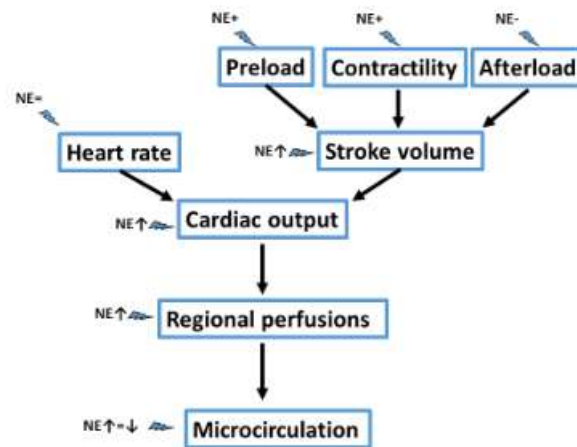 NE+
NE+
NE-
Preload
Contractility
Afterload
NE=
Heart rate
NE↑
Stroke volume
NE↑
Cardiac output
NE↑
Regional perfusions
NE↑=↓
Microcirculation